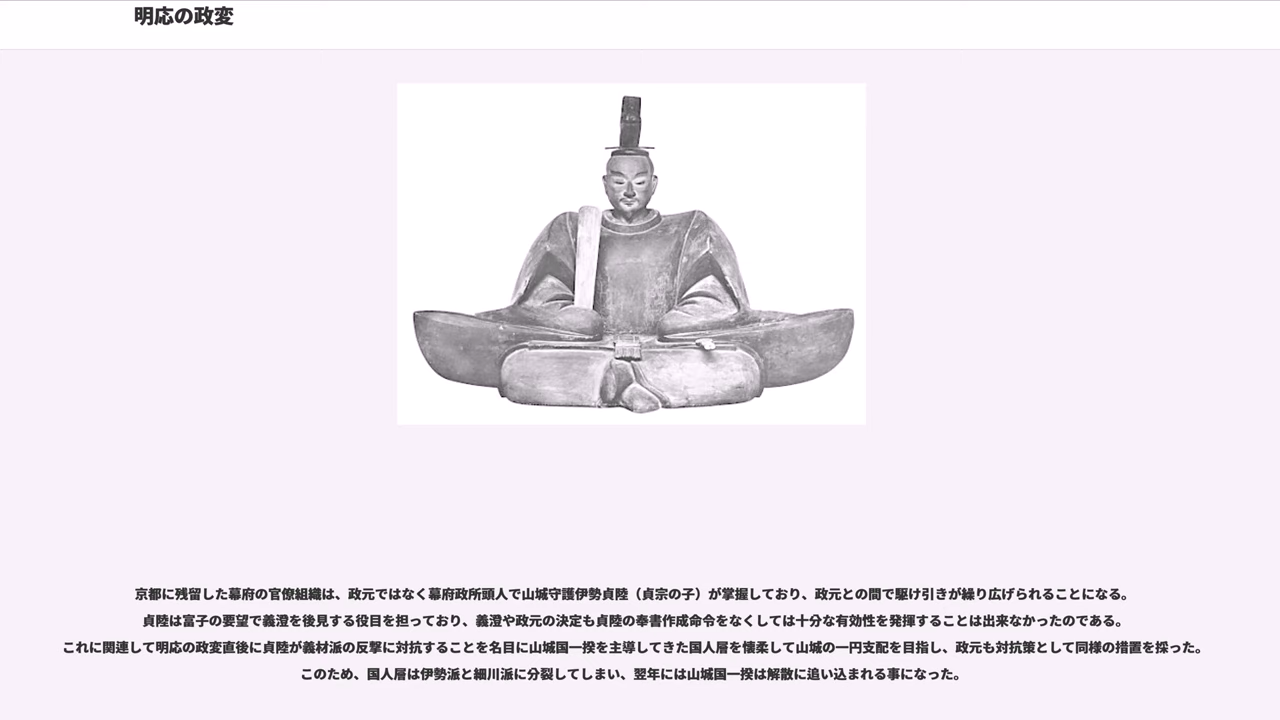 明応の政変
京都に残留した幕府の官僚組織は、政元ではなく幕府政所頭人で山城守護伊勢貞陸（貞宗の子）が掌握しており、政元との間で駆け引きが繰り広げられることになる。
貞陸は富子の要望で義澄を後見する役目を担っており、義澄や政元の決定も貞陸の奉書作成命令をなくしては十分な有効性を発揮することは出来なかったのである。
これに関連して明応の政変直後に貞陸が義材派の反撃に対抗することを名目に山城国一揆を主導してきた国人層を懐柔して山城の一円支配を目指し、政元も対抗策として同様の措置を採った。
このため、国人層は伊勢派と細川派に分裂してしまい、翌年には山城国一揆は解散に追い込まれる事になった。